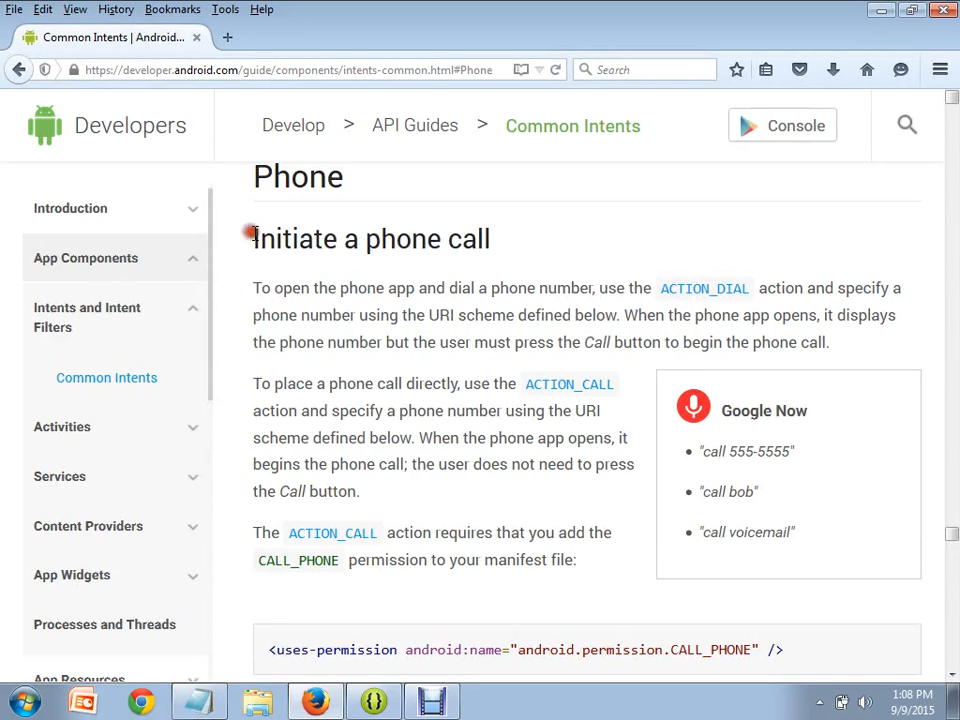 File Edit View History Bookmarks Tools Help
Common Intents | Android...
https://developer.android.com/guide/components/intents-common.html#Phone
Search
Developers
Develop > API Guides > Common Intents
Console
Introduction
App Components
Intents and Intent
Filters
Common Intents
Activities
Services
Content Providers
App Widgets
Processes and Threads
App Resources
Phone
Initiate a phone call
To open the phone app and dial a phone number, use the ACTION_DIAL action and specify a
phone number using the URI scheme defined below. When the phone app opens, it displays
the phone number but the user must press the Call button to begin the phone call.
To place a phone call directly, use the ACTION_CALL
action and specify a phone number using the URI
scheme defined below. When the phone app opens, it
begins the phone call; the user does not need to press
the Call button.
The ACTION_CALL action requires that you add the
CALL_PHONE permission to your manifest file:
Google Now
• "call 555-5555"
• "call bob"
• "call voicemail"
<uses-permission android:name="android.permission.CALL_PHONE" />
1:08 PM
9/9/2015